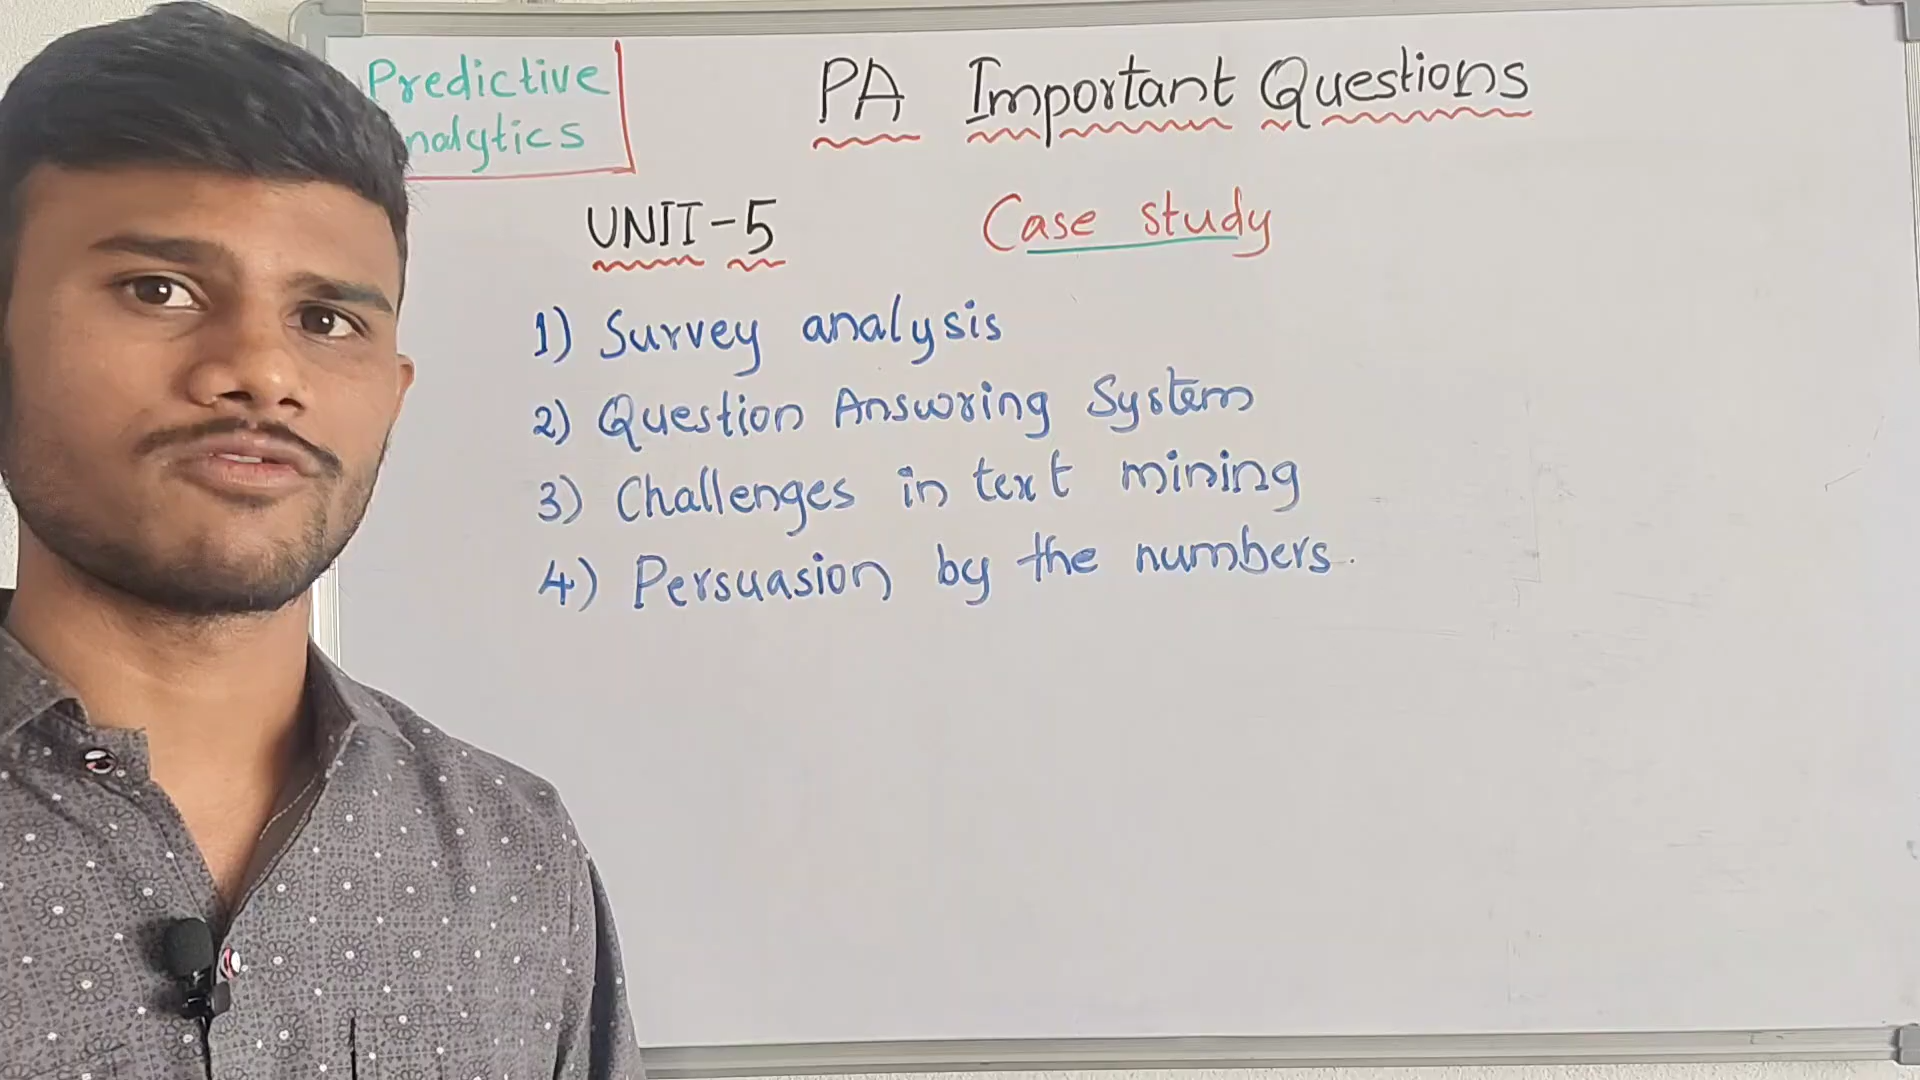 Predictive
nalytics
PA Important Questions
UNIT-5
Case study
1) Survey analysis
2) Question Answring System
3) Challenges in text mining
4) Persuasion by the numbers.